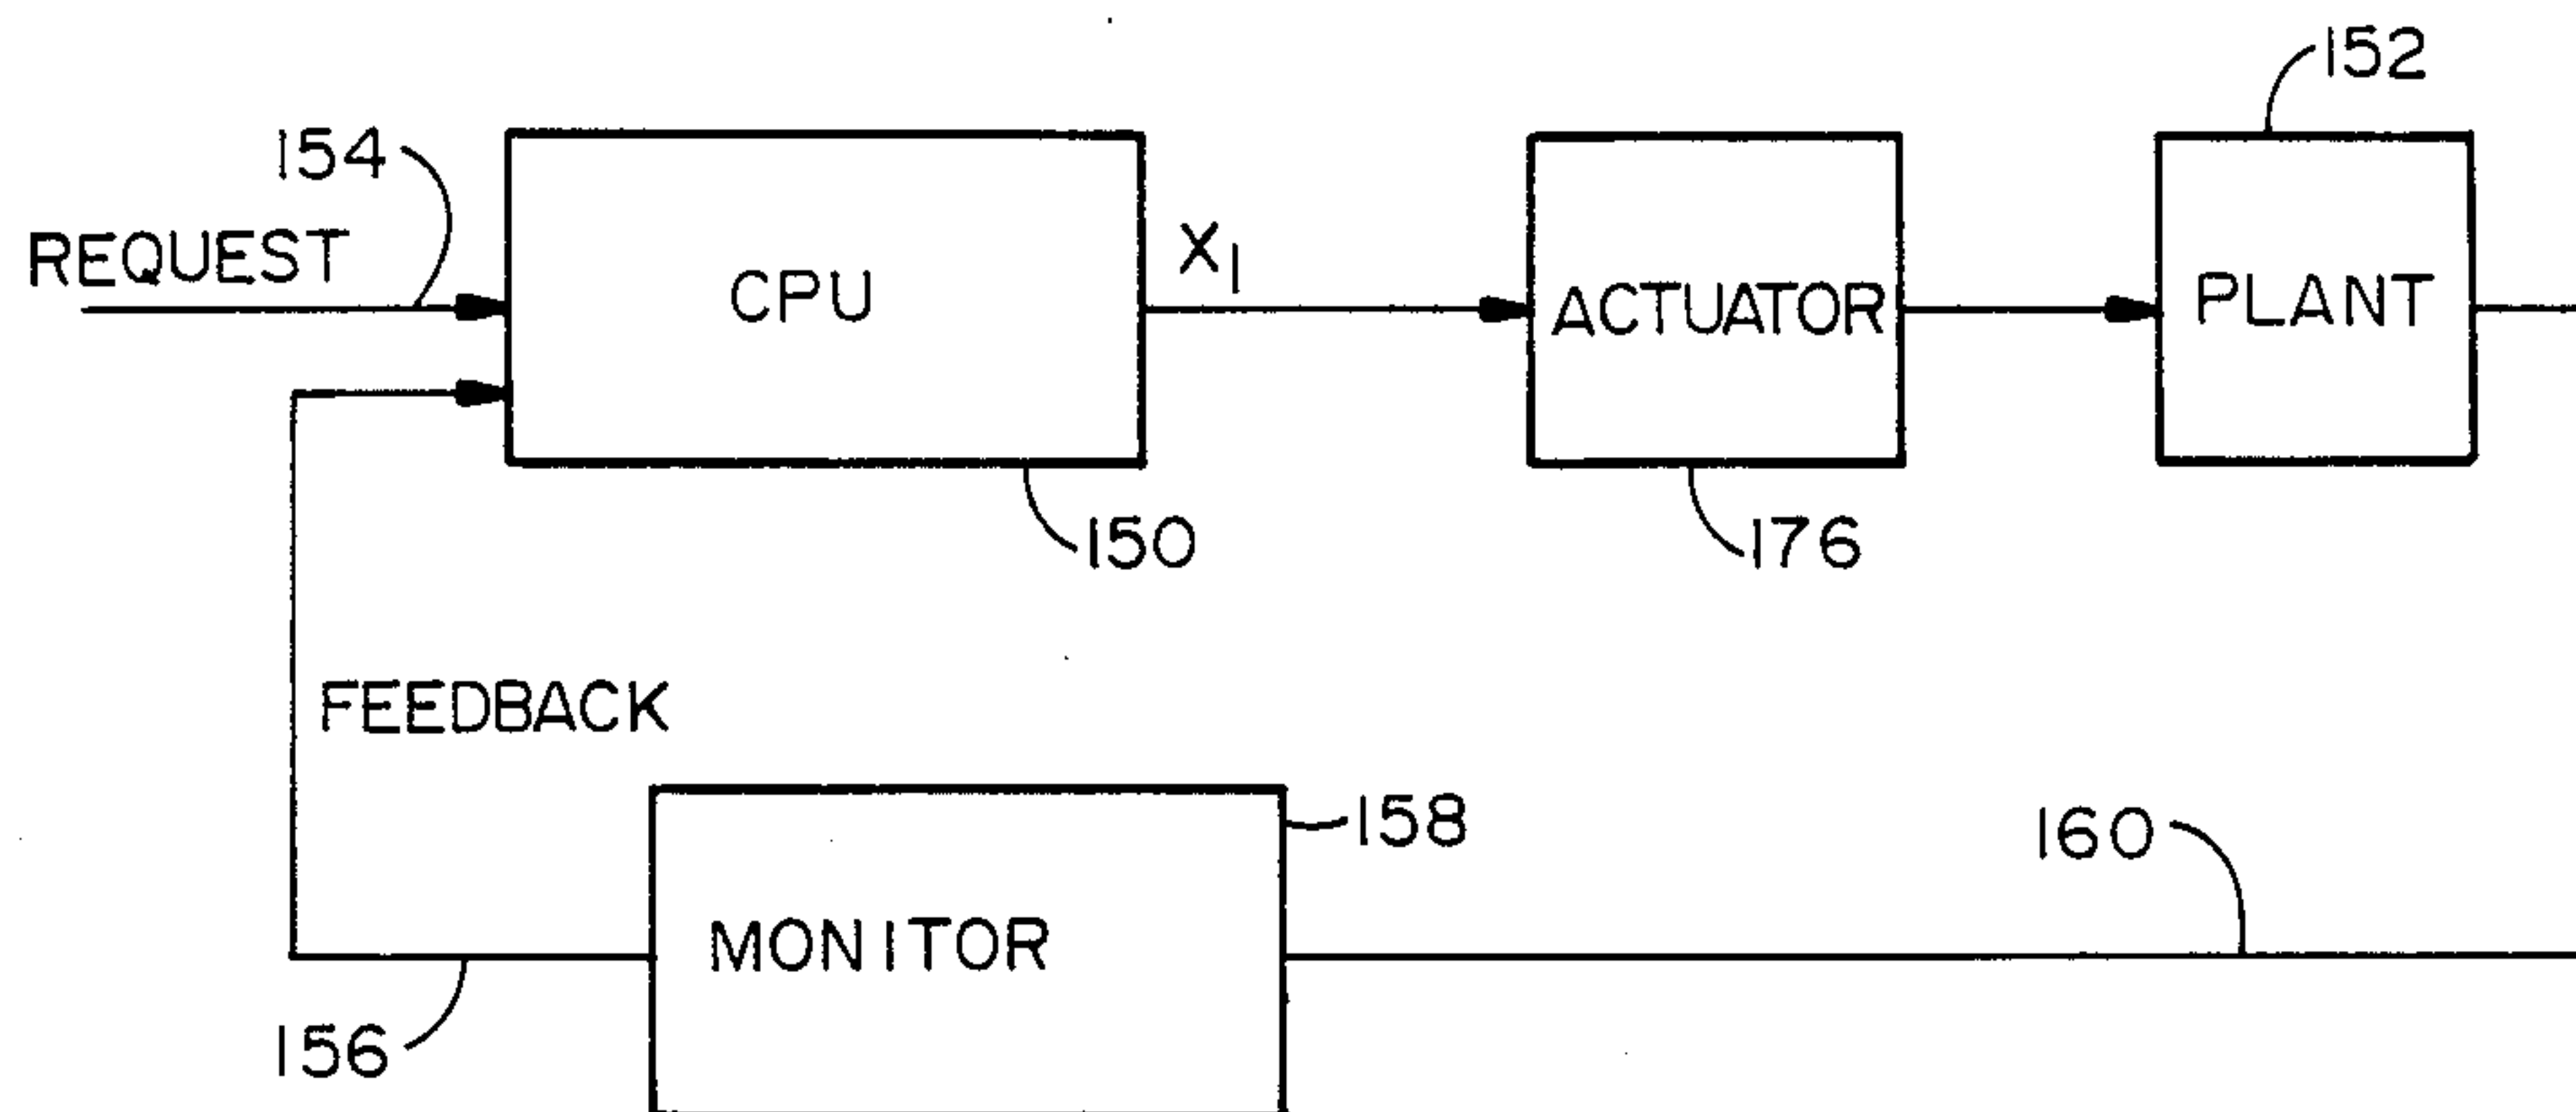 152
154
REQUEST
CPU
X1
ACTUATOR
PLANT
150
176
FEEDBACK
158
160
MONITOR
156